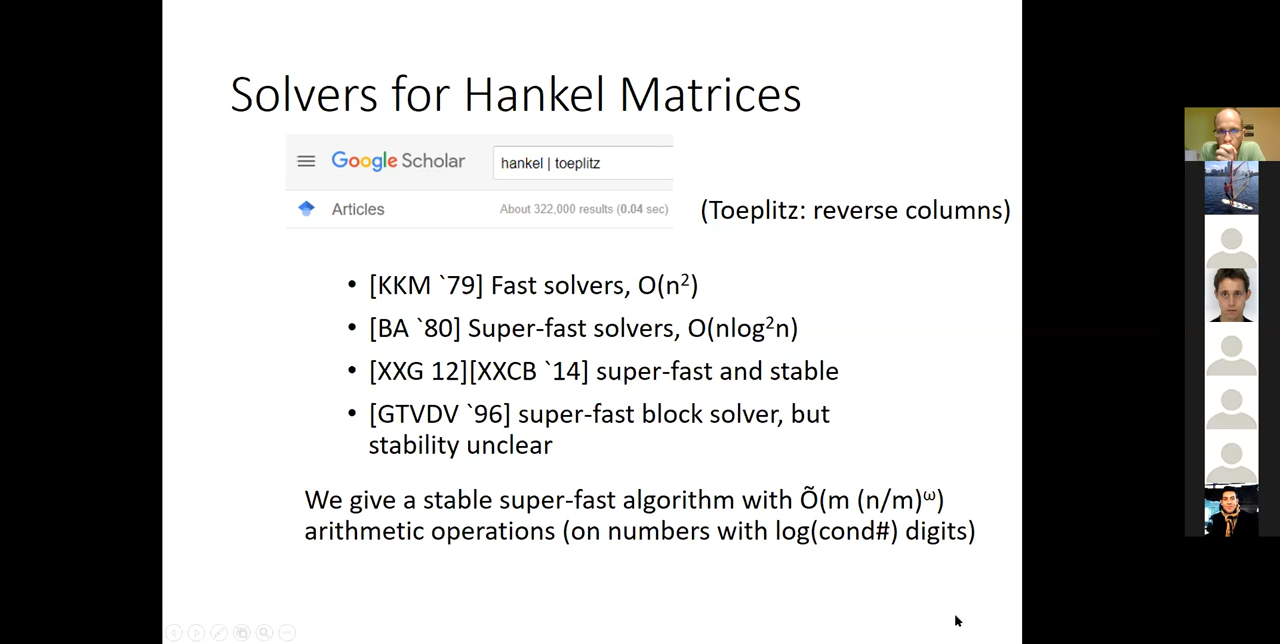 Solvers for Hankel Matrices
Google Scholar
hankel | toeplitz
Articles
About 322,000 results (0.04 sec)
(Toeplitz: reverse columns)
• [KKM `79] Fast solvers, O(n²)
• [BA `80] Super-fast solvers, O(nlog²n)
• [XXG 12][XXCB `14] super-fast and stable
• [GTVDV `96] super-fast block solver, but
stability unclear
We give a stable super-fast algorithm with Õ(m (n/m)^ω)
arithmetic operations (on numbers with log(cond#) digits)